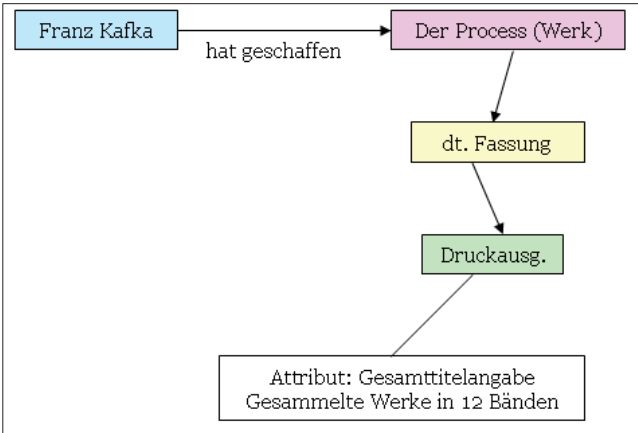 Franz Kafka
Der Process (Werk)
hat geschaffen
dt. Fassung
Druckausg.
Attribut: Gesamttitelangabe
Gesammelte Werke in 12 Bänden